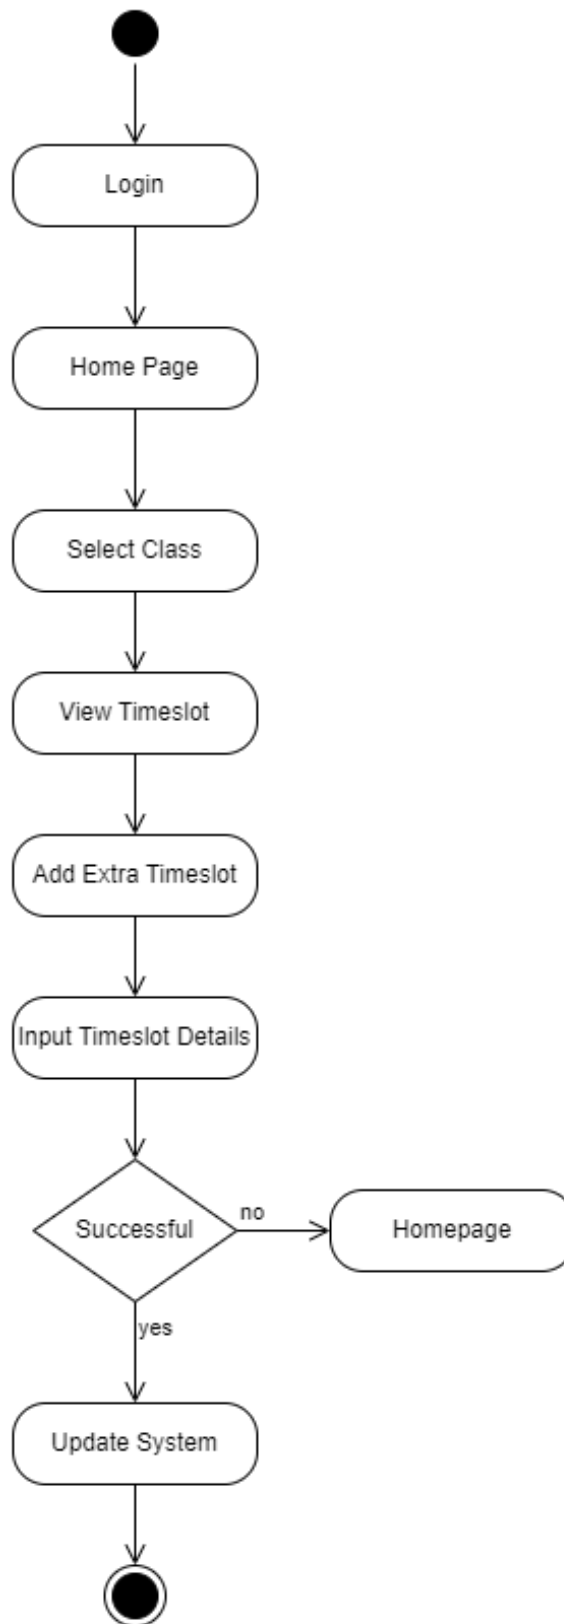 Login
Home Page
Select Class
View Timeslot
Add Extra Timeslot
Input Timeslot Details
Successful
no
Homepage
yes
Update System